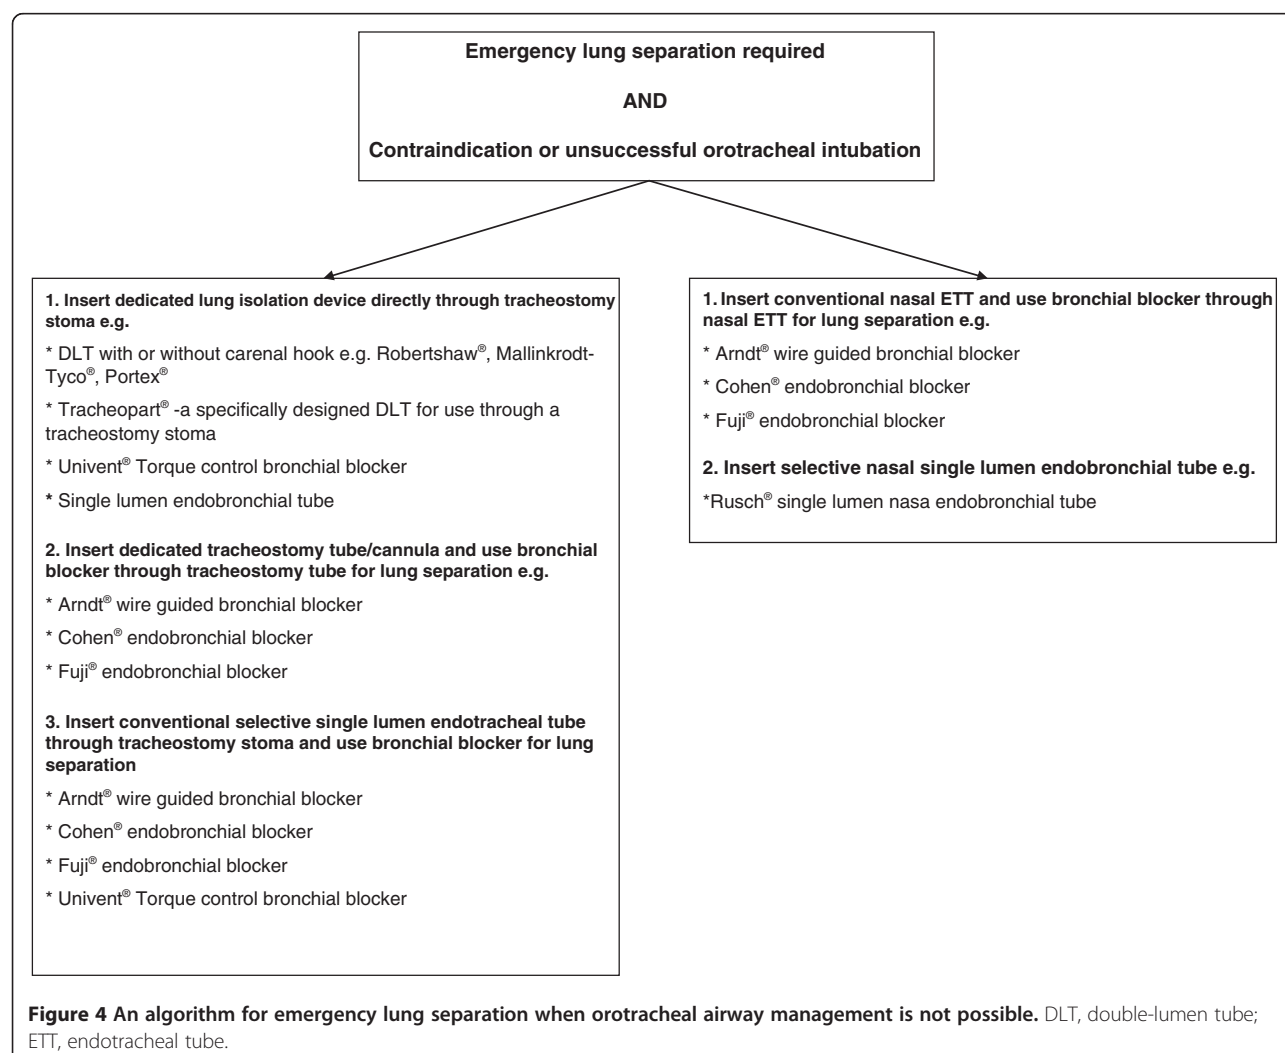 Emergency lung separation required
AND
Contraindication or unsuccessful orotracheal intubation
1. Insert dedicated lung isolation device directly through tracheostomy
stoma e.g.
* DLT with or without carenal hook e.g. Robertshaw®, Mallinkrodt-
Tyco®, Portex®
* Tracheopart® -a specifically designed DLT for use through a
tracheostomy stoma
* Univent® Torque control bronchial blocker
* Single lumen endobronchial tube
2. Insert dedicated tracheostomy tube/cannula and use bronchial
blocker through tracheostomy tube for lung separation e.g.
* Arndt® wire guided bronchial blocker
* Cohen® endobronchial blocker
* Fuji® endobronchial blocker
3. Insert conventional selective single lumen endotracheal tube
through tracheostomy stoma and use bronchial blocker for lung
separation
* Arndt® wire guided bronchial blocker
* Cohen® endobronchial blocker
* Fuji® endobronchial blocker
* Univent® Torque control bronchial blocker
1. Insert conventional nasal ETT and use bronchial blocker through
nasal ETT for lung separation e.g.
* Arndt® wire guided bronchial blocker
* Cohen® endobronchial blocker
* Fuji® endobronchial blocker
2. Insert selective nasal single lumen endobronchial tube e.g.
*Rusch® single lumen nasa endobronchial tube
Figure 4 An algorithm for emergency lung separation when orotracheal airway management is not possible. DLT, double-lumen tube;
ETT, endotracheal tube.